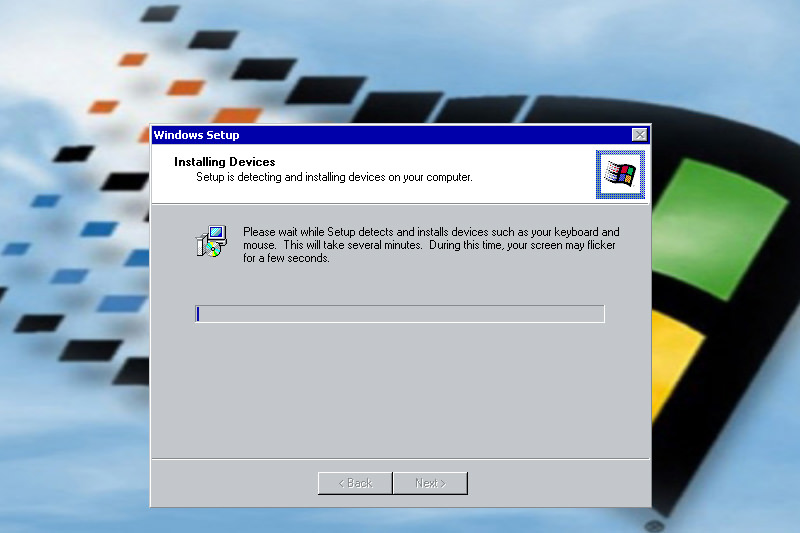 Windows Setup
Installing Devices
Setup is detecting and installing devices on your computer.
Please wait while Setup detects and installs devices such as your keyboard and
mouse. This will take several minutes. During this time, your screen may flicker
for a few seconds.
< Back
Next >